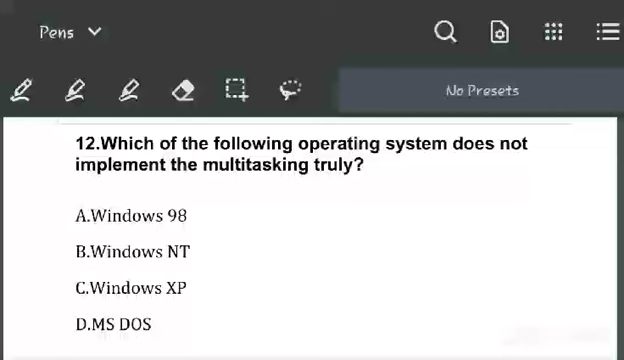 Pens
No Presets
12.Which of the following operating system does not
implement the multitasking truly?
A.Windows 98
B.Windows NT
C.Windows XP
D.MS DOS